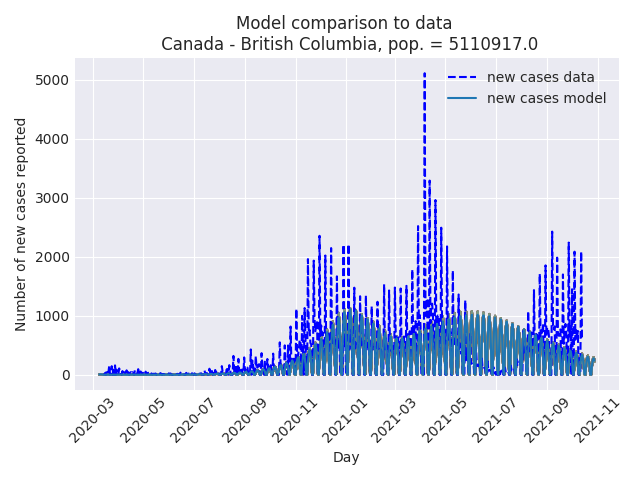 Model comparison to data
Canada - British Columbia, pop. = 5110917.0
new cases data
new cases model
Number of new cases reported
5000
4000
3000
2000
1000
0
2020-03
2020-05
2020-07
2020-09
2020-11
2021-01
2021-03
2021-05
2021-07
2021-09
2021-11
Day